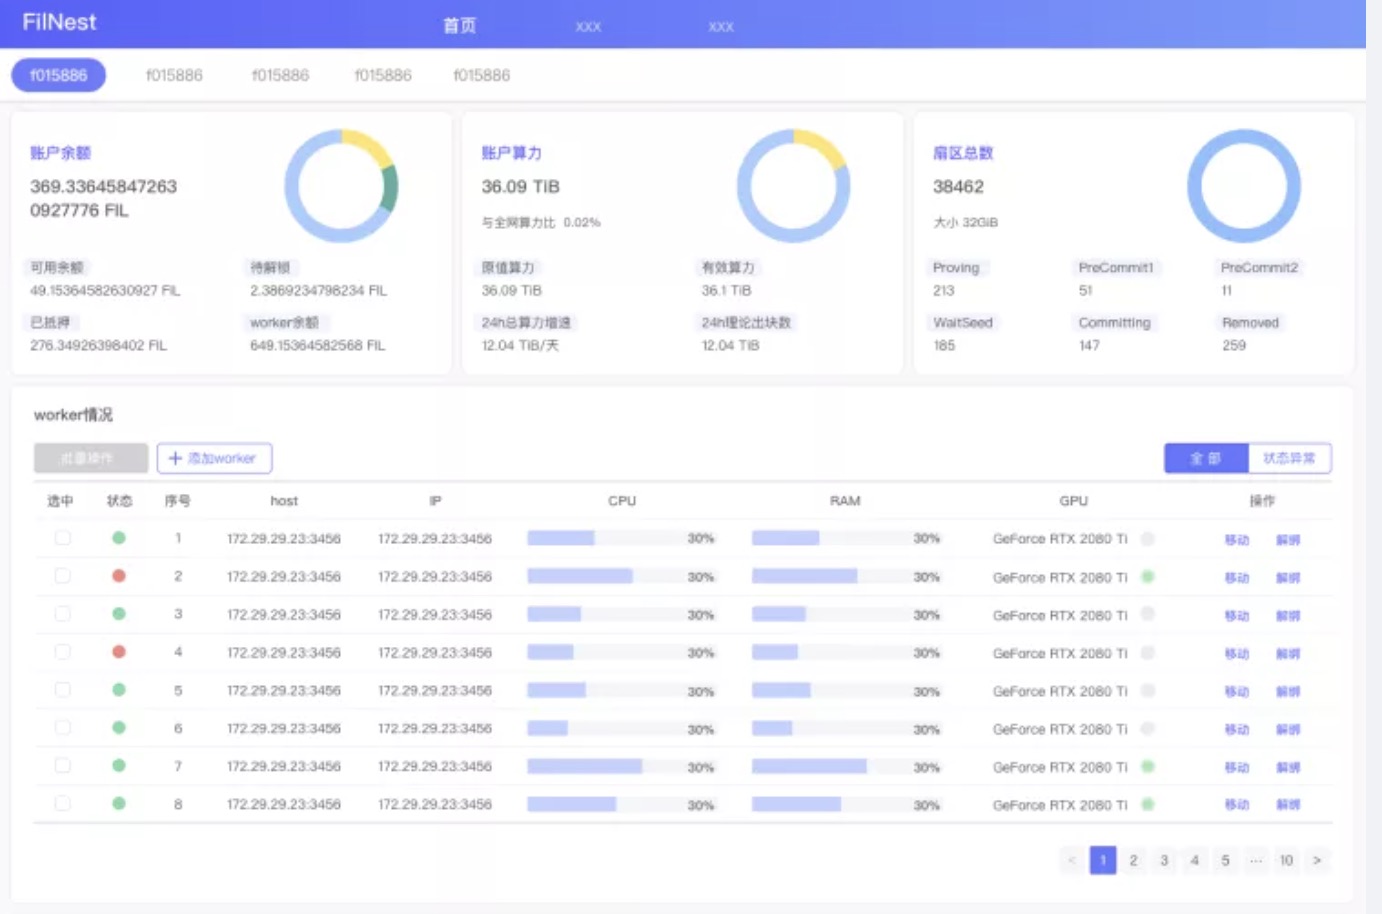 FilNest 首页 xxx xxx
f015886 f015886 f015886 f015886 f015886
账户余额
369.33645847263
0927776 FIL
可用余额 待解锁
49.15364582630927 FIL 2.3869234798234 FIL
已抵押 worker余额
276.34926398402 FIL 649.15364582568 FIL
账户算力
36.09 TiB
与全网算力比 0.02%
原值算力 有效算力
36.09 TiB 36.1 TiB
24h总算力增速 24h理论出块数
12.04 TiB/天 12.04 TiB
扇区总数
38462
大小 32GiB
Proving PreCommit1 PreCommit2
213 51 11
WaitSeed Committing Removed
185 147 259
worker情况
批量操作 + 添加worker 全 部 状态异常
选中 状态 序号 host IP CPU RAM GPU 操作
1 172.29.29.23:3456 172.29.29.23:3456 30% 30% GeForce RTX 2080 Ti 移动 解绑
2 172.29.29.23:3456 172.29.29.23:3456 30% 30% GeForce RTX 2080 Ti 移动 解绑
3 172.29.29.23:3456 172.29.29.23:3456 30% 30% GeForce RTX 2080 Ti 移动 解绑
4 172.29.29.23:3456 172.29.29.23:3456 30% 30% GeForce RTX 2080 Ti 移动 解绑
5 172.29.29.23:3456 172.29.29.23:3456 30% 30% GeForce RTX 2080 Ti 移动 解绑
6 172.29.29.23:3456 172.29.29.23:3456 30% 30% GeForce RTX 2080 Ti 移动 解绑
7 172.29.29.23:3456 172.29.29.23:3456 30% 30% GeForce RTX 2080 Ti 移动 解绑
8 172.29.29.23:3456 172.29.29.23:3456 30% 30% GeForce RTX 2080 Ti 移动 解绑
< 1 2 3 4 5 ··· 10 >